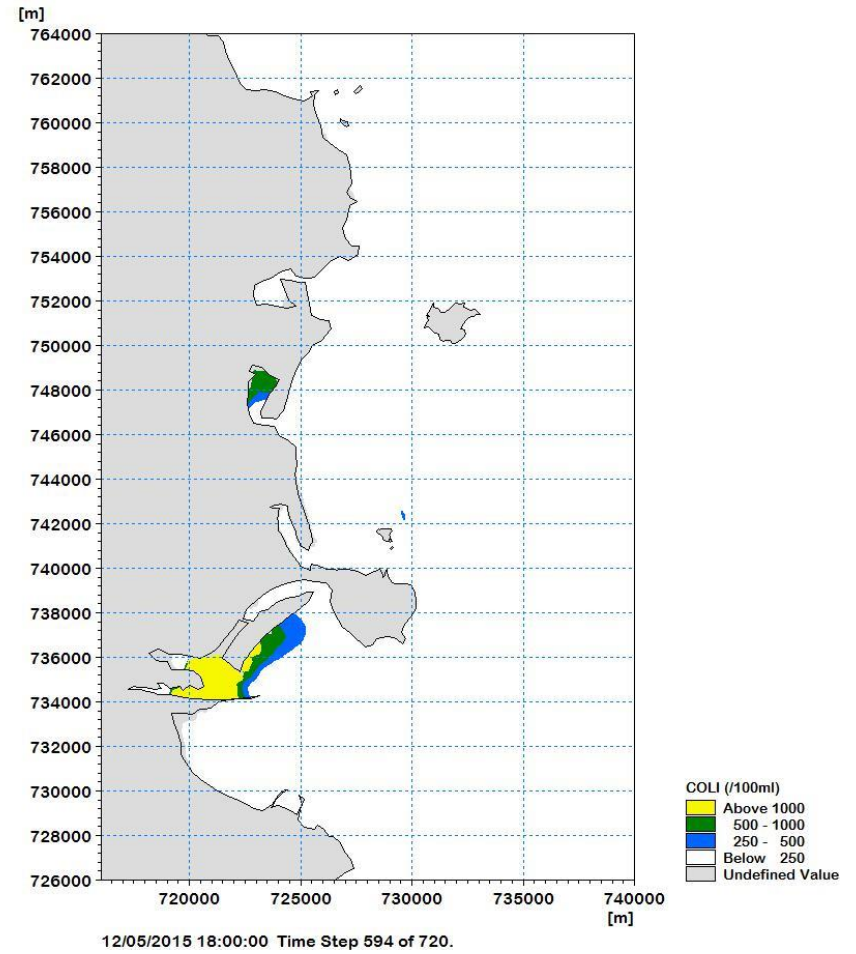 [m]
764000
762000
760000
758000
756000
754000
752000
750000
748000
746000
744000
742000
740000
738000
736000
734000
732000
730000
728000
726000
720000 725000 730000 735000 740000
[m]
COLI (/100ml)
Above 1000
500 - 1000
250 - 500
Below 250
Undefined Value
12/05/2015 18:00:00 Time Step 594 of 720.